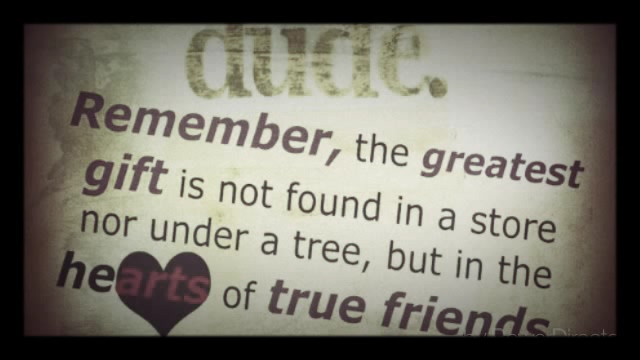 dude.
Remember, the greatest
gift is not found in a store
nor under a tree, but in the
hearts of true friends